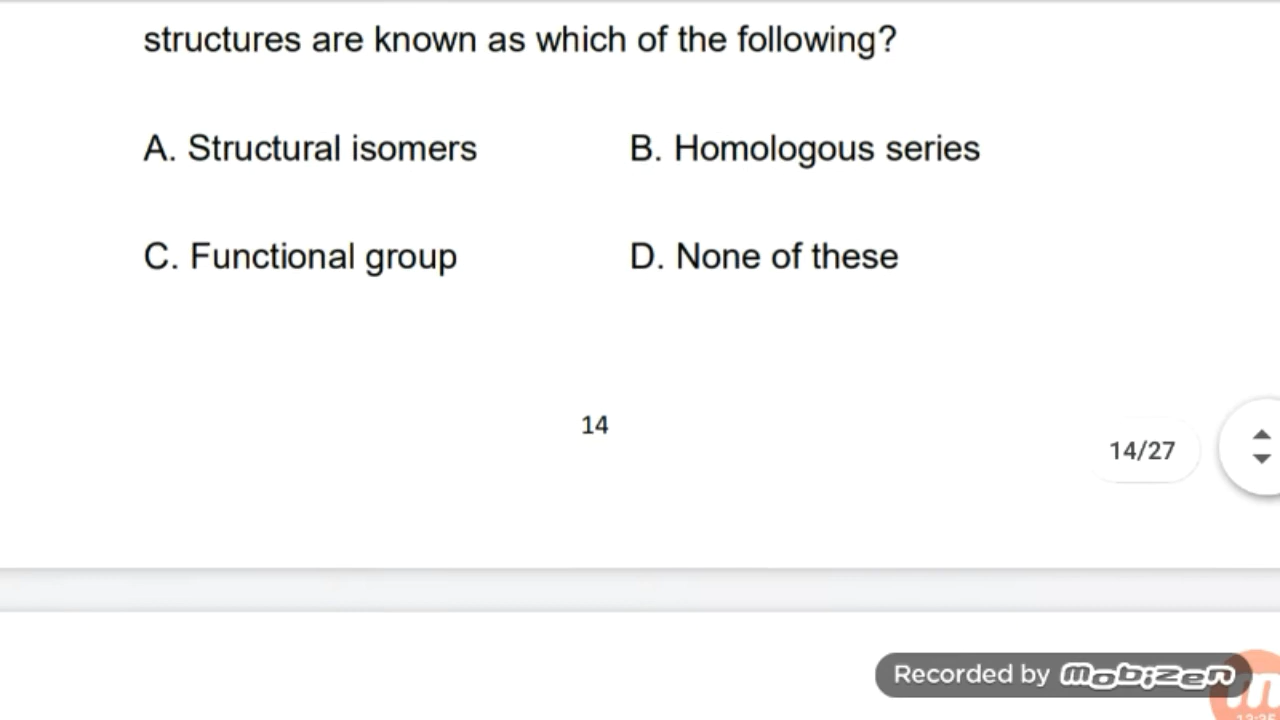 structures are known as which of the following?
A. Structural isomers B. Homologous series
C. Functional group D. None of these
14
14/27
Recorded by mobizen